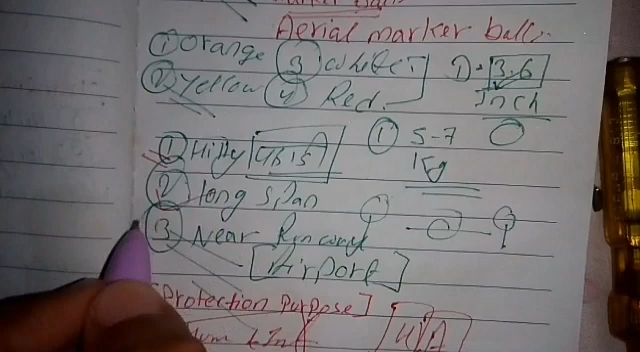 Aerial marker ball.
① Orange ③ white
D = 3.6
② Yellow ④ Red
Inch
① Hilly [पहाड़ी] ① 5-7
Kg
② long Span
③ Near Runway
[Airport]
[Protection Purpose]